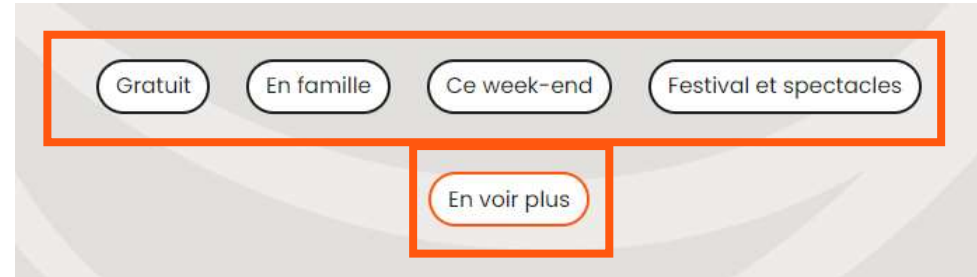 Gratuit En famille Ce week-end Festival et spectacles
En voir plus